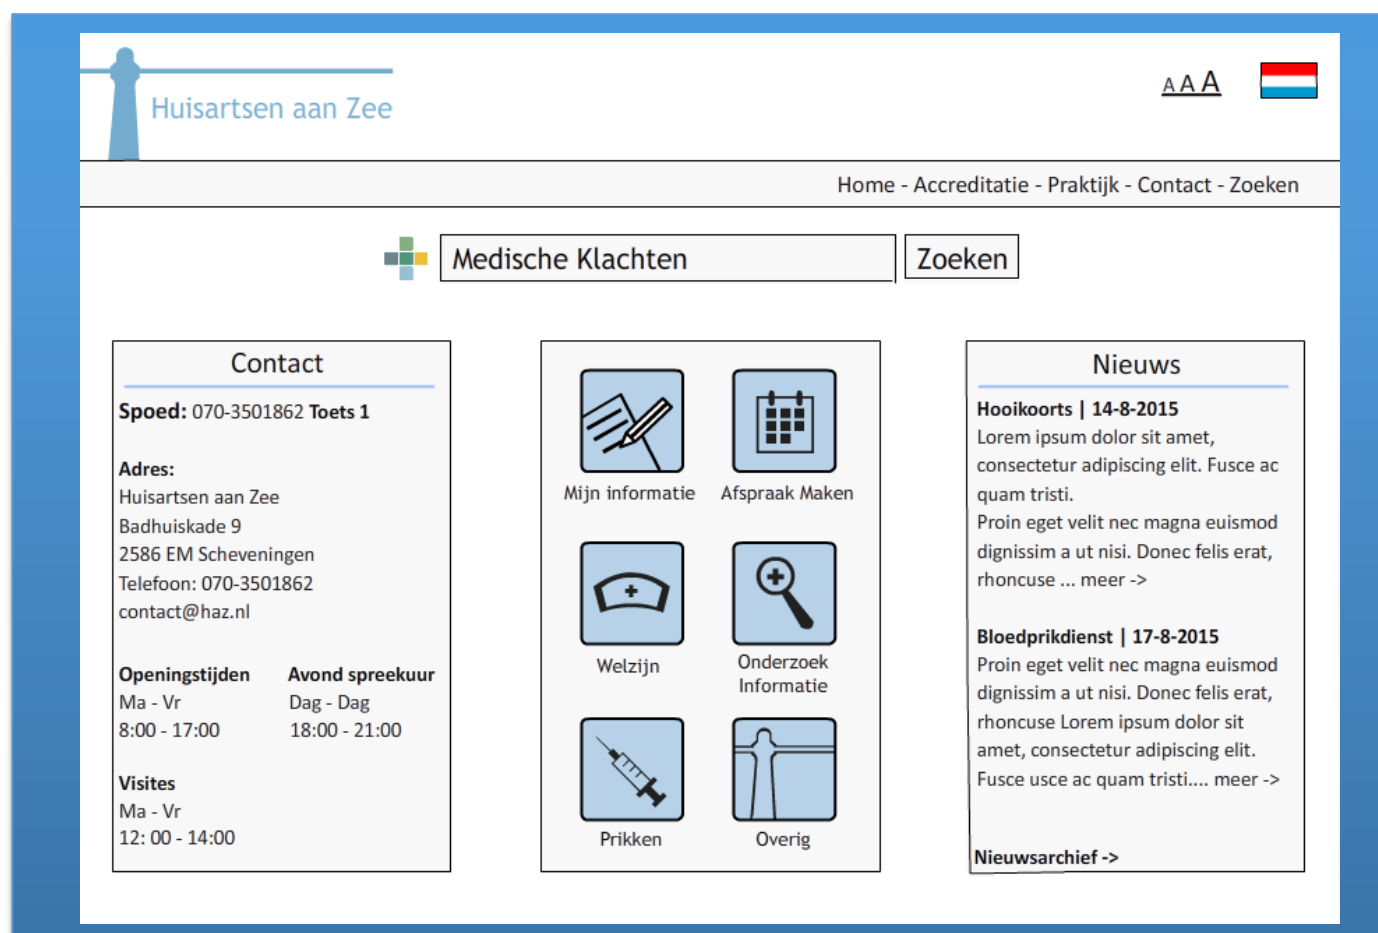 Huisartsen aan Zee
A A A
Home - Accreditatie - Praktijk - Contact - Zoeken
Medische Klachten
Zoeken
Contact
Spoed: 070-3501862 Toets 1
Adres:
Huisartsen aan Zee
Badhuiskade 9
2586 EM Scheveningen
Telefoon: 070-3501862
contact@haz.nl
Openingstijden
Ma - Vr
8:00 - 17:00
Avond spreekuur
Dag - Dag
18:00 - 21:00
Visites
Ma - Vr
12: 00 - 14:00
Mijn informatie
Afspraak Maken
Welzijn
Onderzoek
Informatie
Prikken
Overig
Nieuws
Hooikoorts | 14-8-2015
Lorem ipsum dolor sit amet,
consectetur adipiscing elit. Fusce ac
quam tristi.
Proin eget velit nec magna euismod
dignissim a ut nisi. Donec felis erat,
rhoncuse ... meer ->
Bloedprikdienst | 17-8-2015
Proin eget velit nec magna euismod
dignissim a ut nisi. Donec felis erat,
rhoncuse Lorem ipsum dolor sit
amet, consectetur adipiscing elit.
Fusce usce ac quam tristi.... meer ->
Nieuwsarchief ->